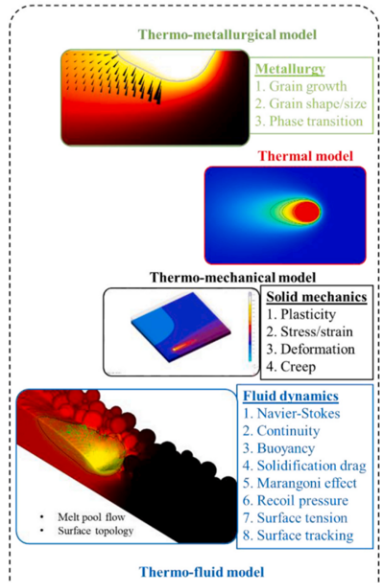 Thermo-metallurgical model
Metallurgy
1. Grain growth
2. Grain shape/size
3. Phase transition
Thermal model
Thermo-mechanical model
Solid mechanics
1. Plasticity
2. Stress/strain
3. Deformation
4. Creep
Fluid dynamics
1. Navier-Stokes
2. Continuity
3. Buoyancy
4. Solidification drag
5. Marangoni effect
6. Recoil pressure
7. Surface tension
8. Surface tracking
• Melt pool flow
• Surface topology
Thermo-fluid model